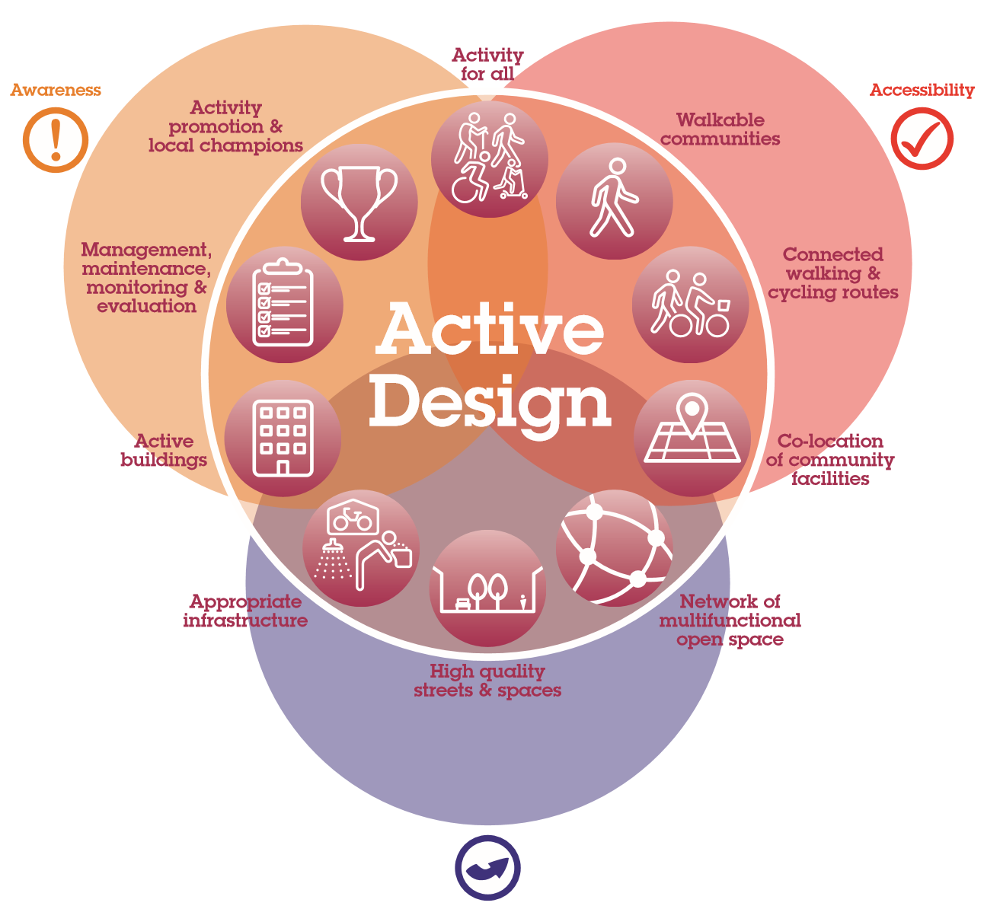 Activity
for all
Awareness
Accessibility
Activity
promotion &
local champions
Walkable
communities
Management,
maintenance,
monitoring &
evaluation
Connected
walking &
cycling routes
Active
Design
Active
buildings
Co-location
of community
facilities
Appropriate
infrastructure
Network of
multifunctional
open space
High quality
streets & spaces